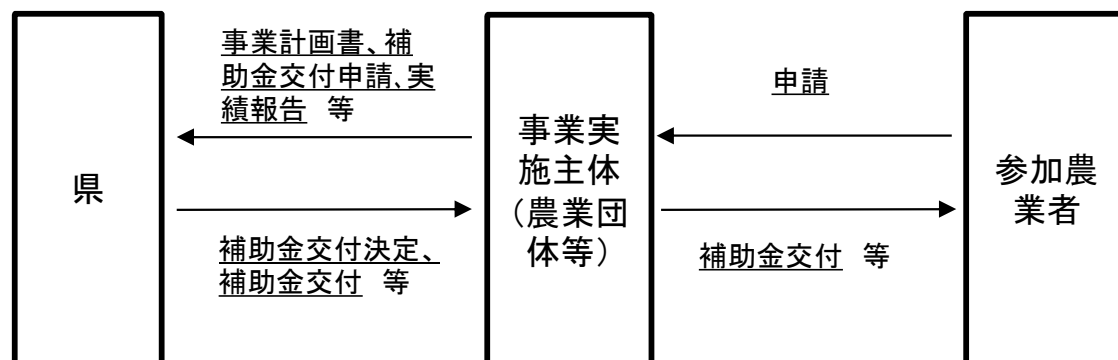 県
事業計画書、補
助金交付申請、実
績報告　等
補助金交付決定、
補助金交付　等
事業実
施主体
（農業団
体等）
申請
補助金交付　等
参加農
業者